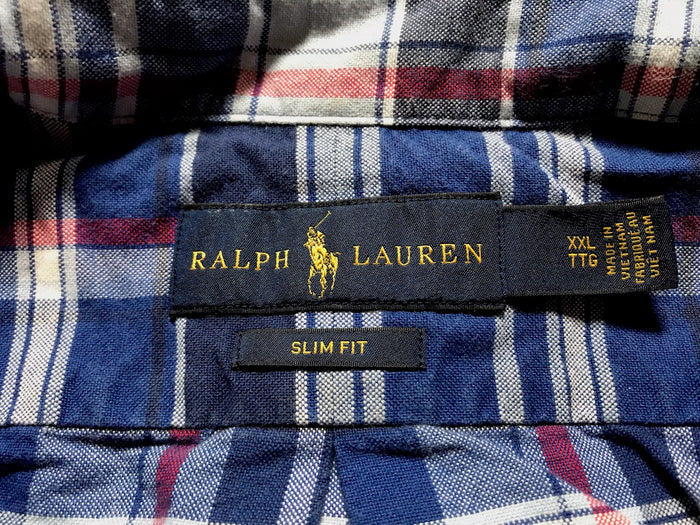 RALPH LAUREN
XXL
TTG
MADE IN
VIETNAM
FABRIQUÉ AU
VIET NAM
SLIM FIT